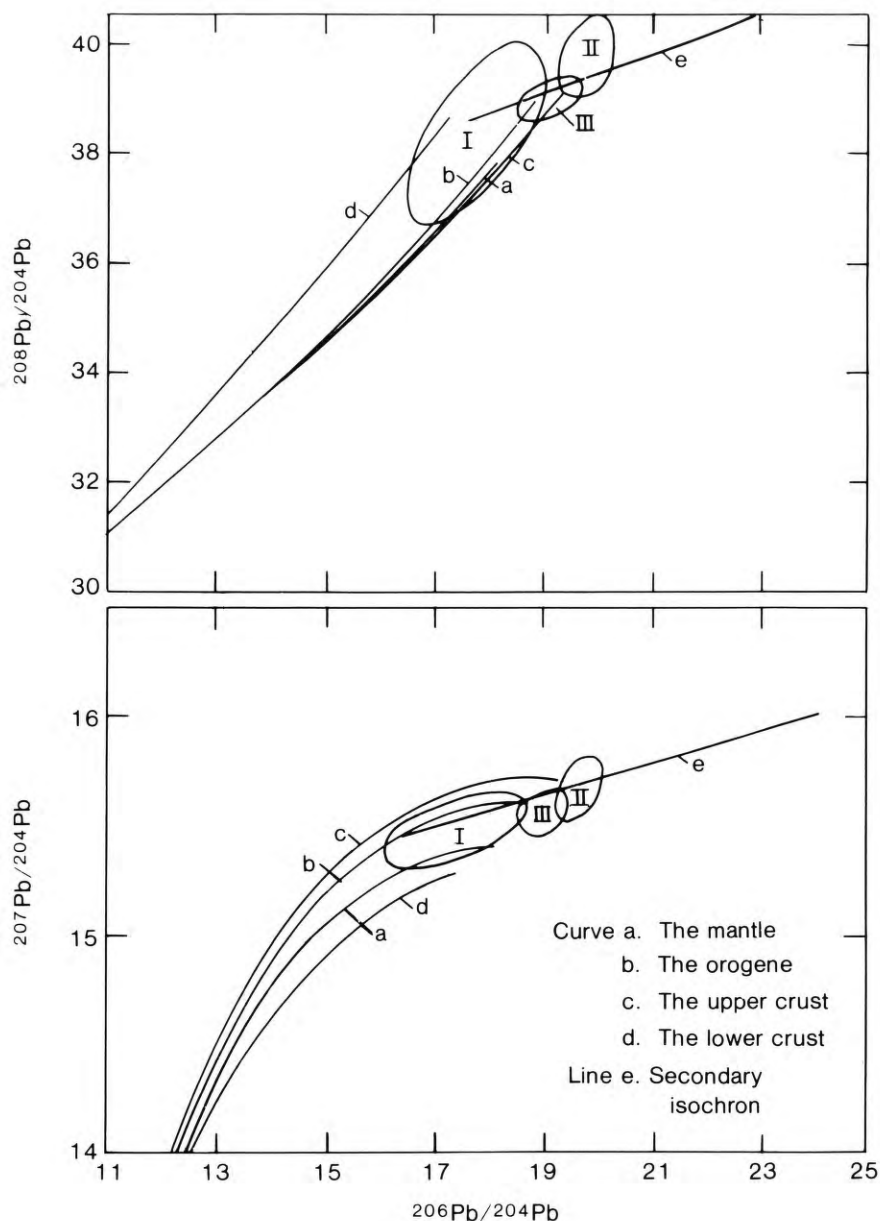 40
38
36
34
32
30
208Pb/204Pb
I
II
III
a
b
c
d
e
16
15
14
207Pb/204Pb
I
II
III
a
b
c
d
e
Curve a. The mantle
b. The orogene
c. The upper crust
d. The lower crust
Line e. Secondary
isochron
11 13 15 17 19 21 23 25
206Pb/204Pb